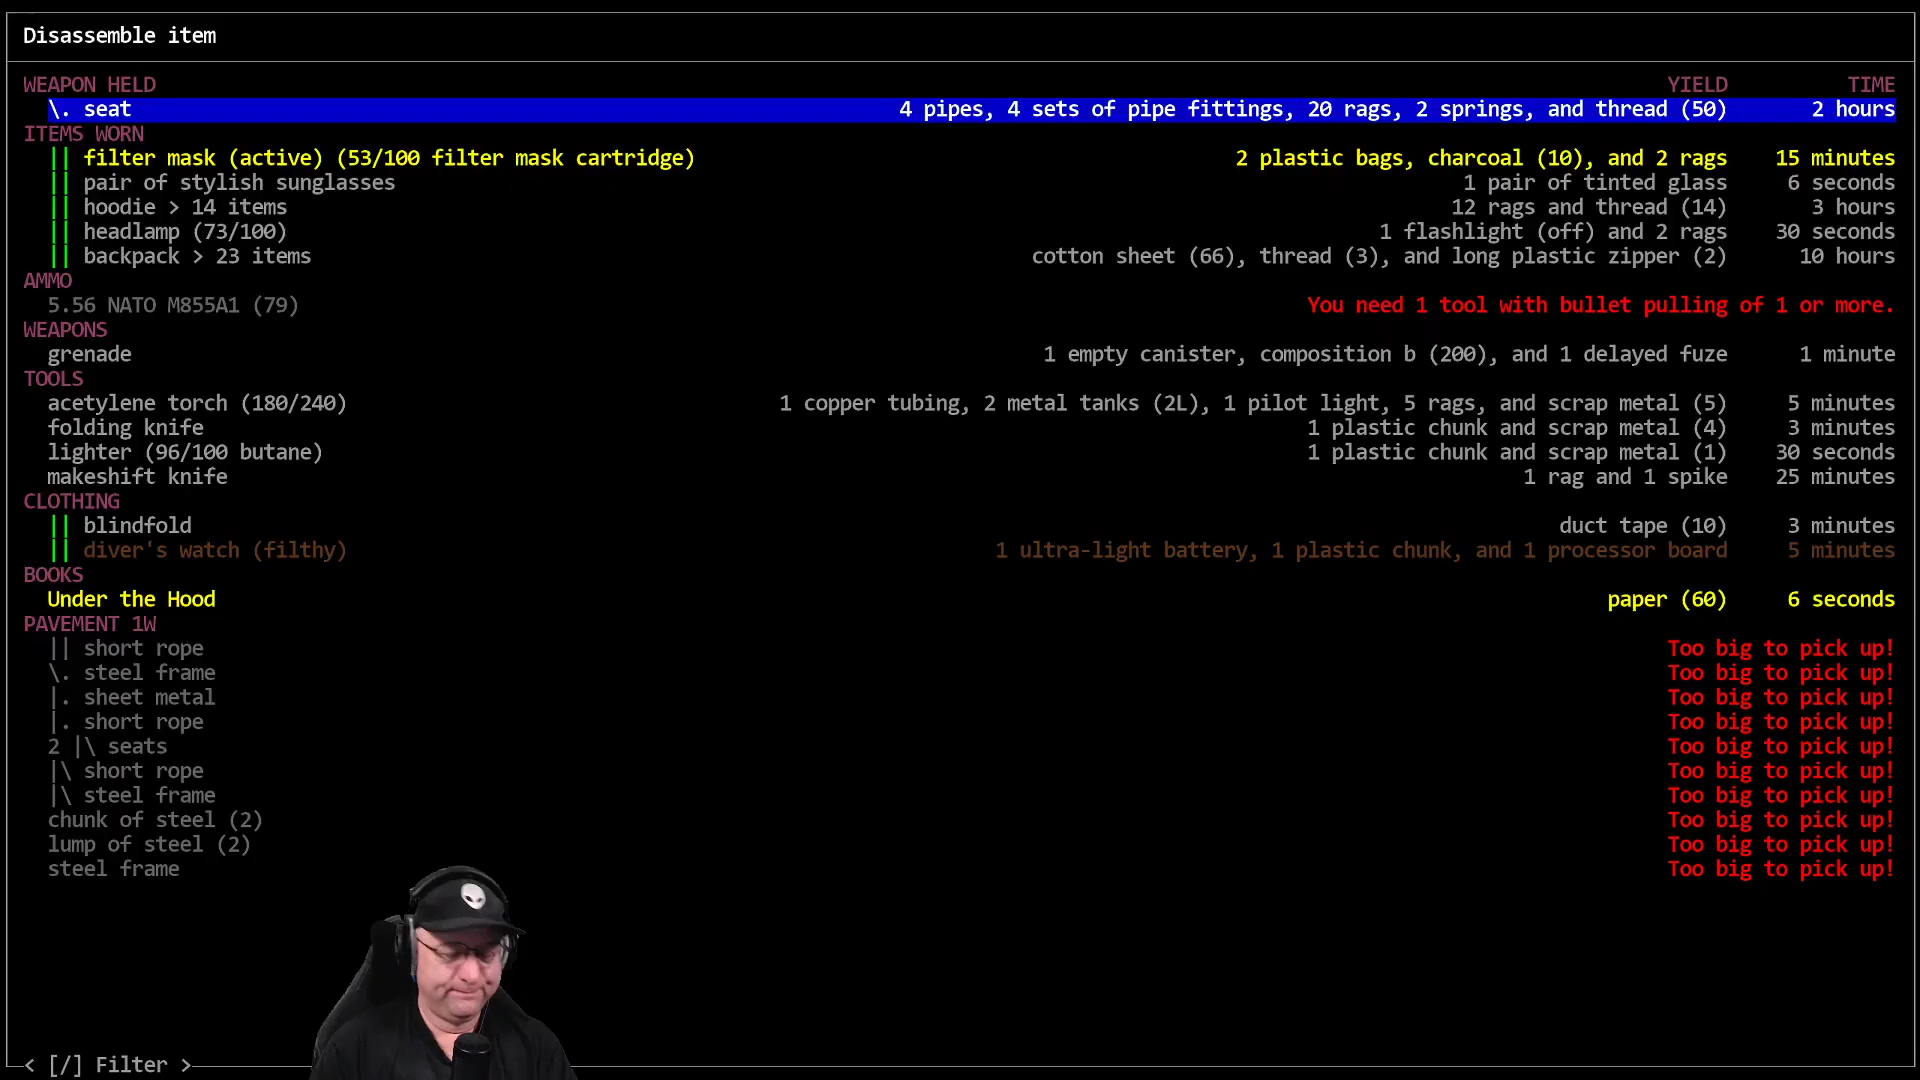 Disassemble item
WEAPON HELD YIELD TIME
\. seat 4 pipes, 4 sets of pipe fittings, 20 rags, 2 springs, and thread (50) 2 hours
ITEMS WORN
|| filter mask (active) (53/100 filter mask cartridge) 2 plastic bags, charcoal (10), and 2 rags 15 minutes
|| pair of stylish sunglasses 1 pair of tinted glass 6 seconds
|| hoodie > 14 items 12 rags and thread (14) 3 hours
|| headlamp (73/100) 1 flashlight (off) and 2 rags 30 seconds
|| backpack > 23 items cotton sheet (66), thread (3), and long plastic zipper (2) 10 hours
AMMO
5.56 NATO M855A1 (79) You need 1 tool with bullet pulling of 1 or more.
WEAPONS
grenade 1 empty canister, composition b (200), and 1 delayed fuze 1 minute
TOOLS
acetylene torch (180/240) 1 copper tubing, 2 metal tanks (2L), 1 pilot light, 5 rags, and scrap metal (5) 5 minutes
folding knife 1 plastic chunk and scrap metal (4) 3 minutes
lighter (96/100 butane) 1 plastic chunk and scrap metal (1) 30 seconds
makeshift knife 1 rag and 1 spike 25 minutes
CLOTHING
|| blindfold duct tape (10) 3 minutes
|| diver's watch (filthy) 1 ultra-light battery, 1 plastic chunk, and 1 processor board 5 minutes
BOOKS
Under the Hood paper (60) 6 seconds
PAVEMENT 1W
|| short rope Too big to pick up!
\. steel frame Too big to pick up!
|. sheet metal Too big to pick up!
|. short rope Too big to pick up!
2 |\ seats Too big to pick up!
|\ short rope Too big to pick up!
|\ steel frame Too big to pick up!
chunk of steel (2) Too big to pick up!
lump of steel (2) Too big to pick up!
steel frame Too big to pick up!
< [/] Filter >